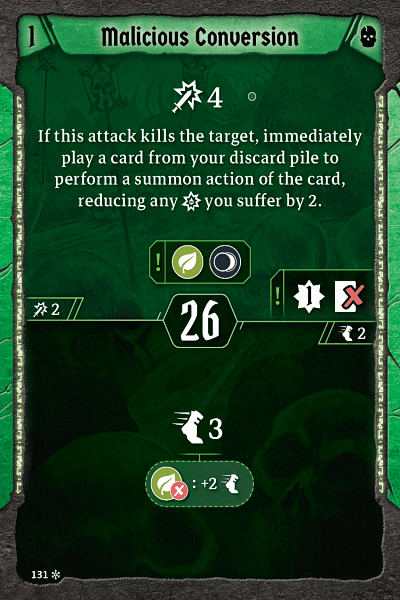 1 Malicious Conversion
4
If this attack kills the target, immediately
play a card from your discard pile to
perform a summon action of the card,
reducing any you suffer by 2.
! 
! 1
2
26
2
3
: +2
131